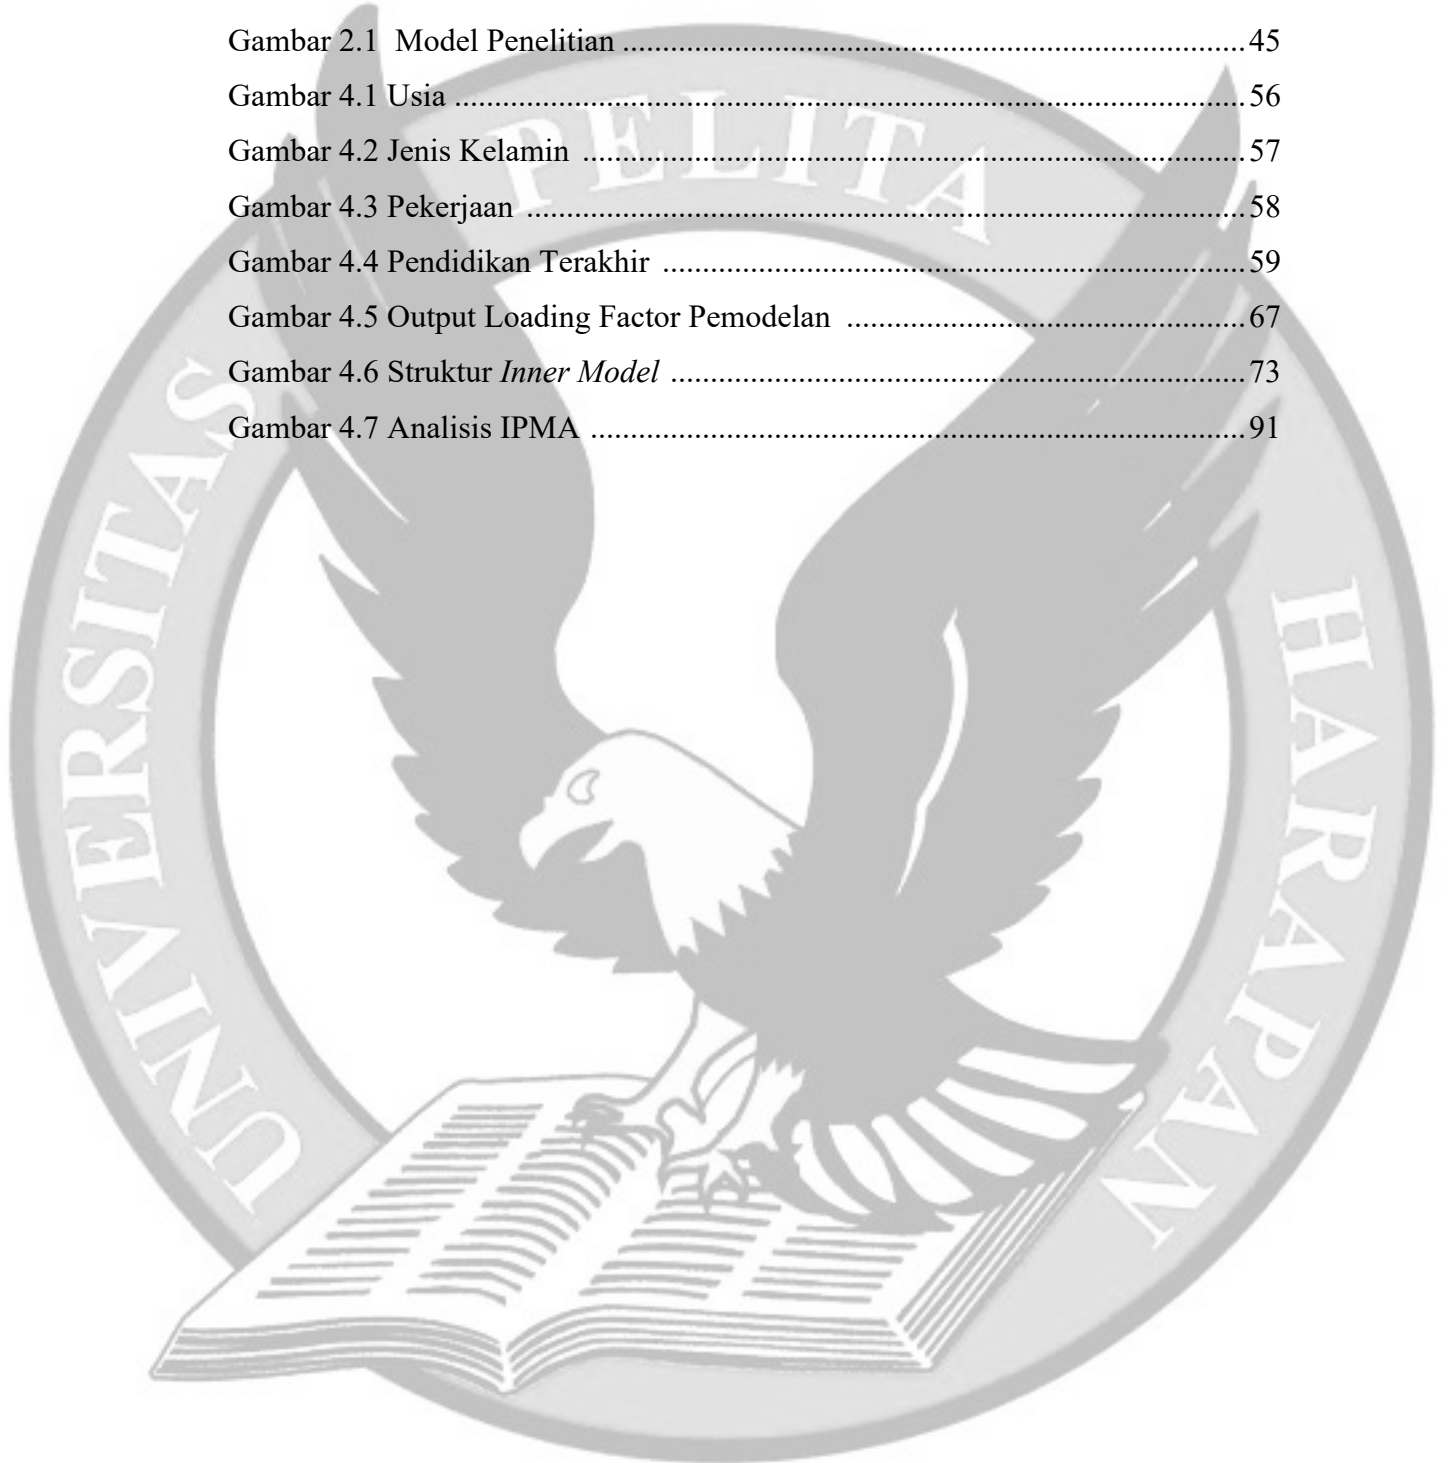 Gambar 2.1  Model Penelitian ............................................................................... 45
Gambar 4.1 Usia .................................................................................................... 56
Gambar 4.2 Jenis Kelamin .................................................................................... 57
Gambar 4.3 Pekerjaan ........................................................................................... 58
Gambar 4.4 Pendidikan Terakhir .......................................................................... 59
Gambar 4.5 Output Loading Factor Pemodelan ................................................... 67
Gambar 4.6 Struktur Inner Model ......................................................................... 73
Gambar 4.7 Analisis IPMA ................................................................................... 91
UNIVERSITAS PELITA HARAPAN